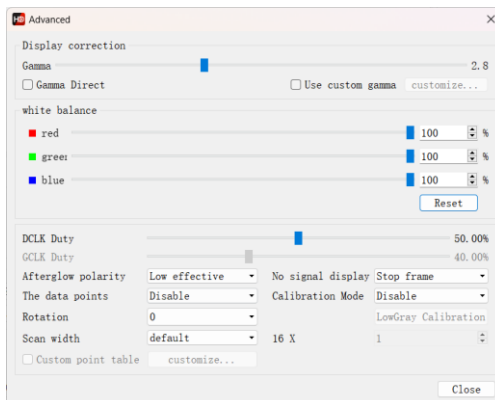 HD Advanced ×
Display correction
Gamma 2.8
Gamma Direct Use custom gamma customize...
white balance
red 100 %
gree: 100 %
blue 100 %
Reset
DCLK Duty 50.00%
GCLK Duty 40.00%
Afterglow polarity Low effective No signal display Stop frame
The data points Disable Calibration Mode Disable
Rotation 0 LowGray Calibration
Scan width default 16 X 1
Custom point table customize...
Close